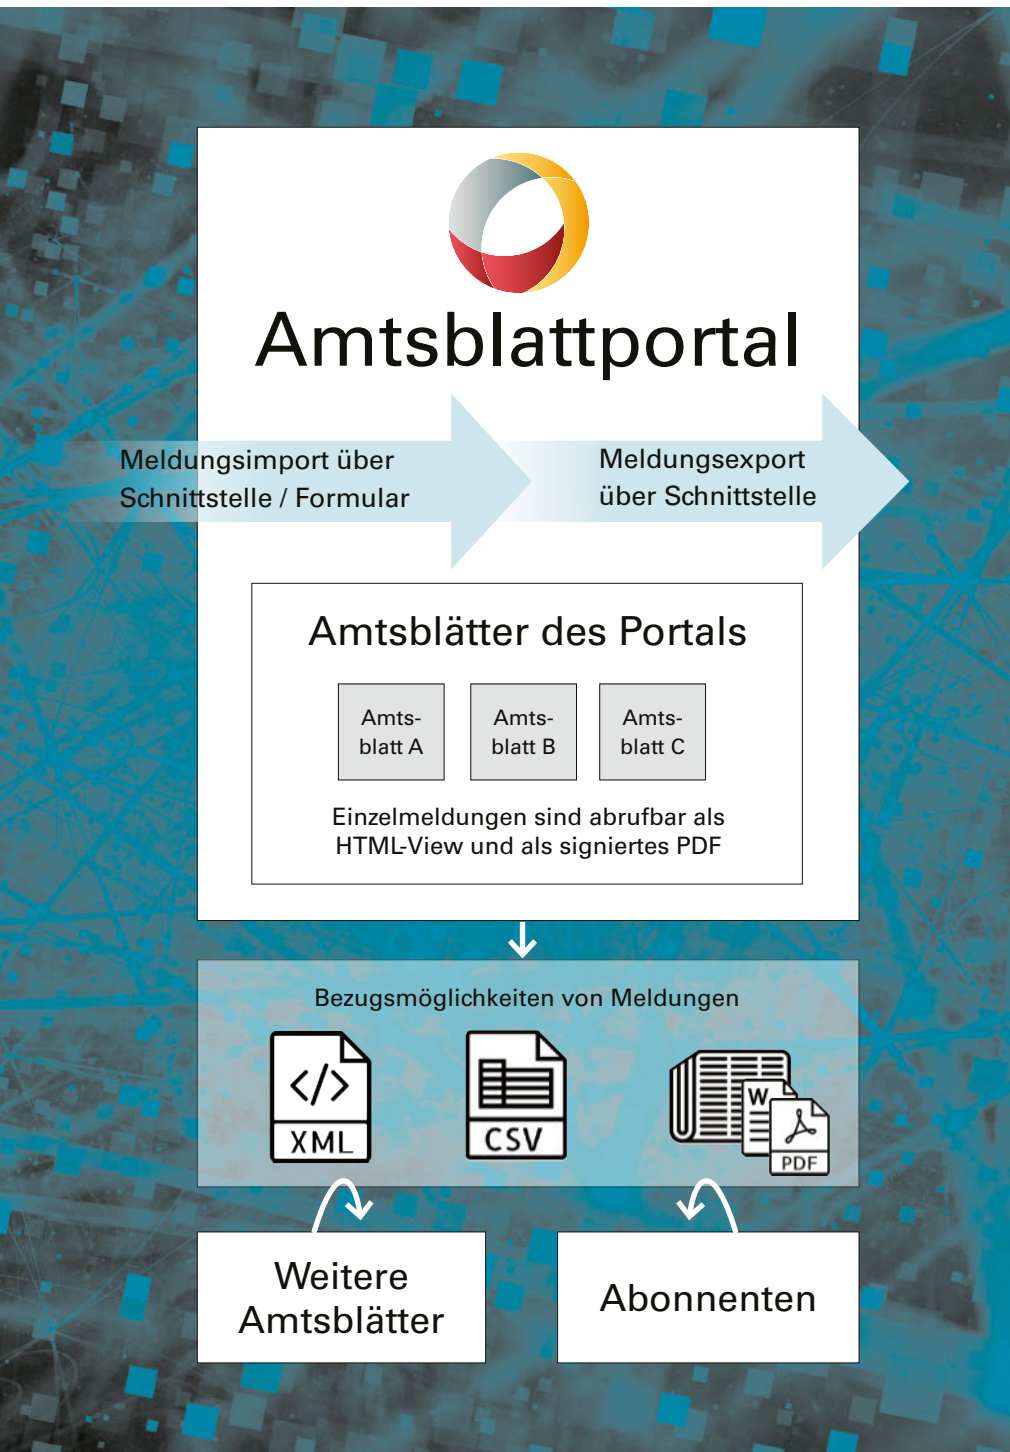 Amtsblattportal
Meldungsimport über
Schnittstelle / Formular
Meldungsexport
über Schnittstelle
Amtsblätter des Portals
Amts-
blatt A
Amts-
blatt B
Amts-
blatt C
Einzelmeldungen sind abrufbar als
HTML-View und als signiertes PDF
Bezugsmöglichkeiten von Meldungen
</>
XML
CSV
W
PDF
Weitere
Amtsblätter
Abonnenten